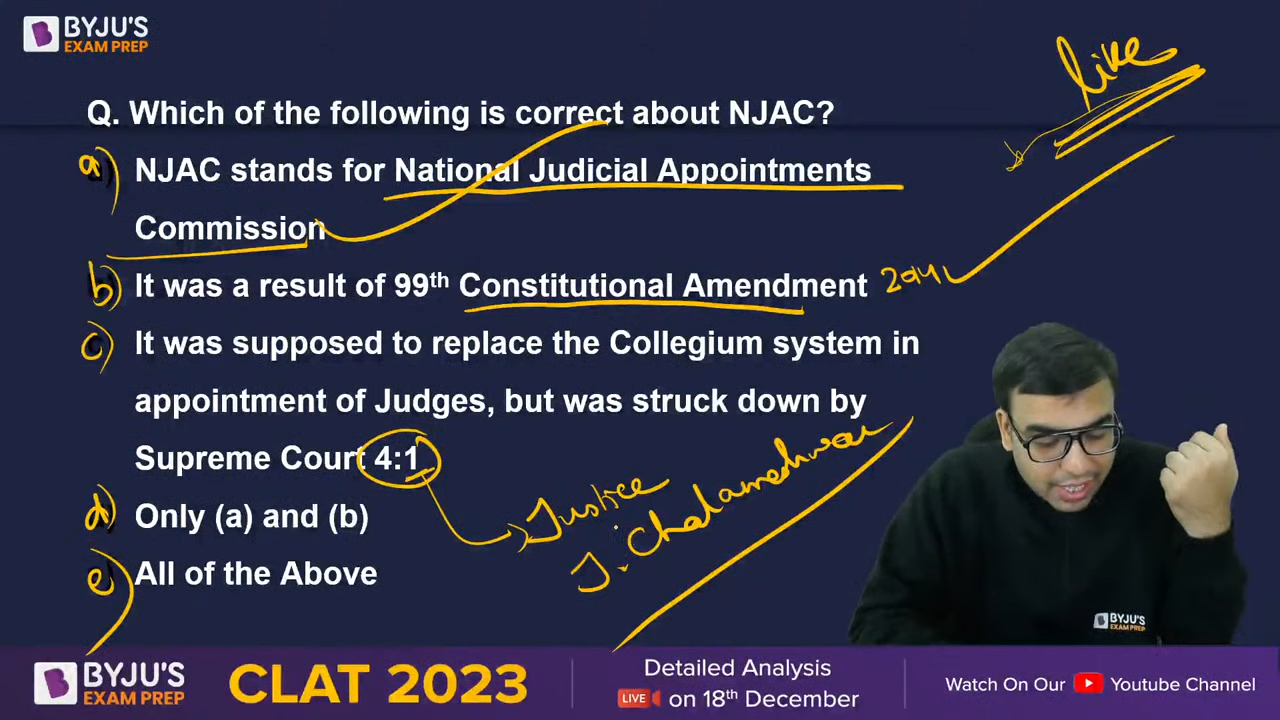 BYJU'S
EXAM PREP
like
Q. Which of the following is correct about NJAC?
a) NJAC stands for National Judicial Appointments
Commission
b) It was a result of 99th Constitutional Amendment 2014
c) It was supposed to replace the Collegium system in
appointment of Judges, but was struck down by
Supreme Court 4:1
Justice
J. Chalameshwar
d) Only (a) and (b)
e) All of the Above
BYJU'S
EXAM PREP
BYJU'S
EXAM PREP
CLAT 2023
Detailed Analysis
LIVE on 18th December
Watch On Our Youtube Channel